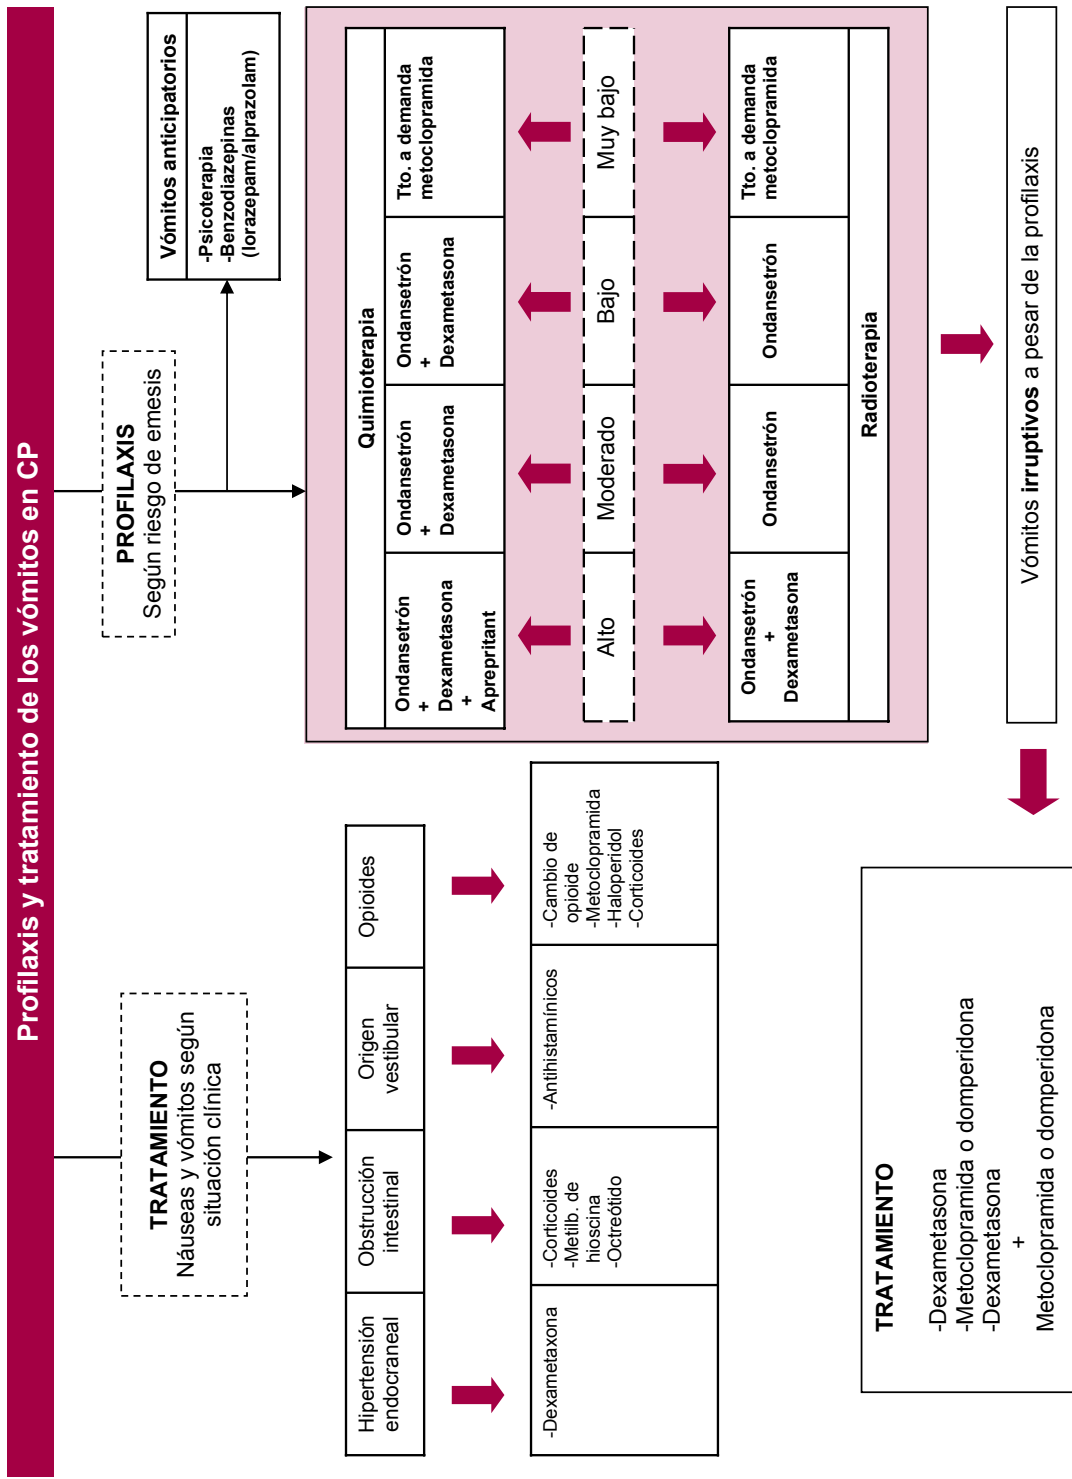 Profilaxis y tratamiento de los vómitos en CP
TRATAMIENTO
Náuseas y vómitos según
situación clínica
Hipertensión
endocraneal
Obstrucción
intestinal
Origen
vestibular
Opioides
-Dexametaxona
-Corticoides
-Metilb. de
hioscina
-Octreótido
-Antihistamínicos
-Cambio de
opioide
-Metoclopramida
-Haloperidol
-Corticoides
PROFILAXIS
Según riesgo de emesis
Vómitos anticipatorios
-Psicoterapia
-Benzodiazepinas
(lorazepam/alprazolam)
Quimioterapia
Ondansetrón
+
Dexametasona
+
Aprepritant
Ondansetrón
+
Dexametasona
Ondansetrón
+
Dexametasona
Tto. a demanda
metoclopramida
Alto
Moderado
Bajo
Muy bajo
Ondansetrón
+
Dexametasona
Ondansetrón
Ondansetrón
Tto. a demanda
metoclopramida
Radioterapia
Vómitos irruptivos a pesar de la profilaxis
TRATAMIENTO
-Dexametasona
-Metoclopramida o domperidona
-Dexametasona
+
Metoclopramida o domperidona